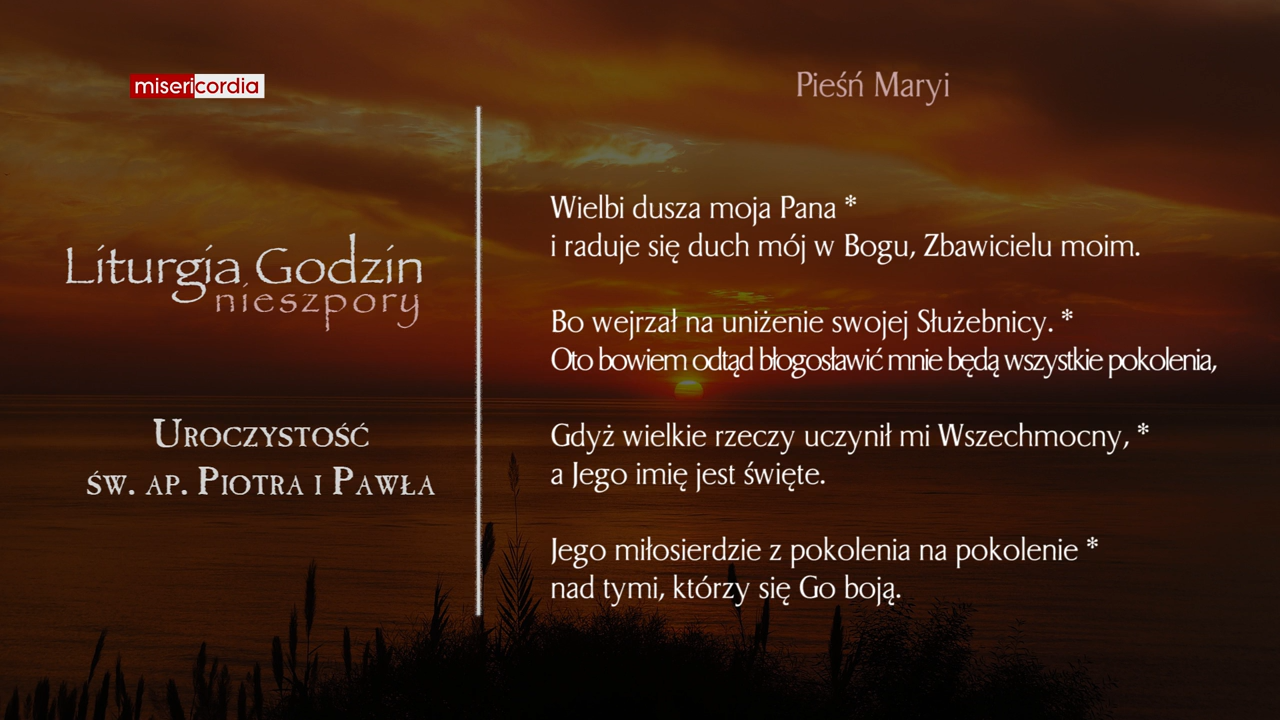 misericordia
Liturgia Godzin
nieszpory
Uroczystość
św. ap. Piotra i Pawła
Pieśń Maryi
Wielbi dusza moja Pana *
i raduje się duch mój w Bogu, Zbawicielu moim.
Bo wejrzał na uniżenie swojej Służebnicy. *
Oto bowiem odtąd błogosławić mnie będą wszystkie pokolenia,
Gdyż wielkie rzeczy uczynił mi Wszechmocny, *
a Jego imię jest święte.
Jego miłosierdzie z pokolenia na pokolenie *
nad tymi, którzy się Go boją.